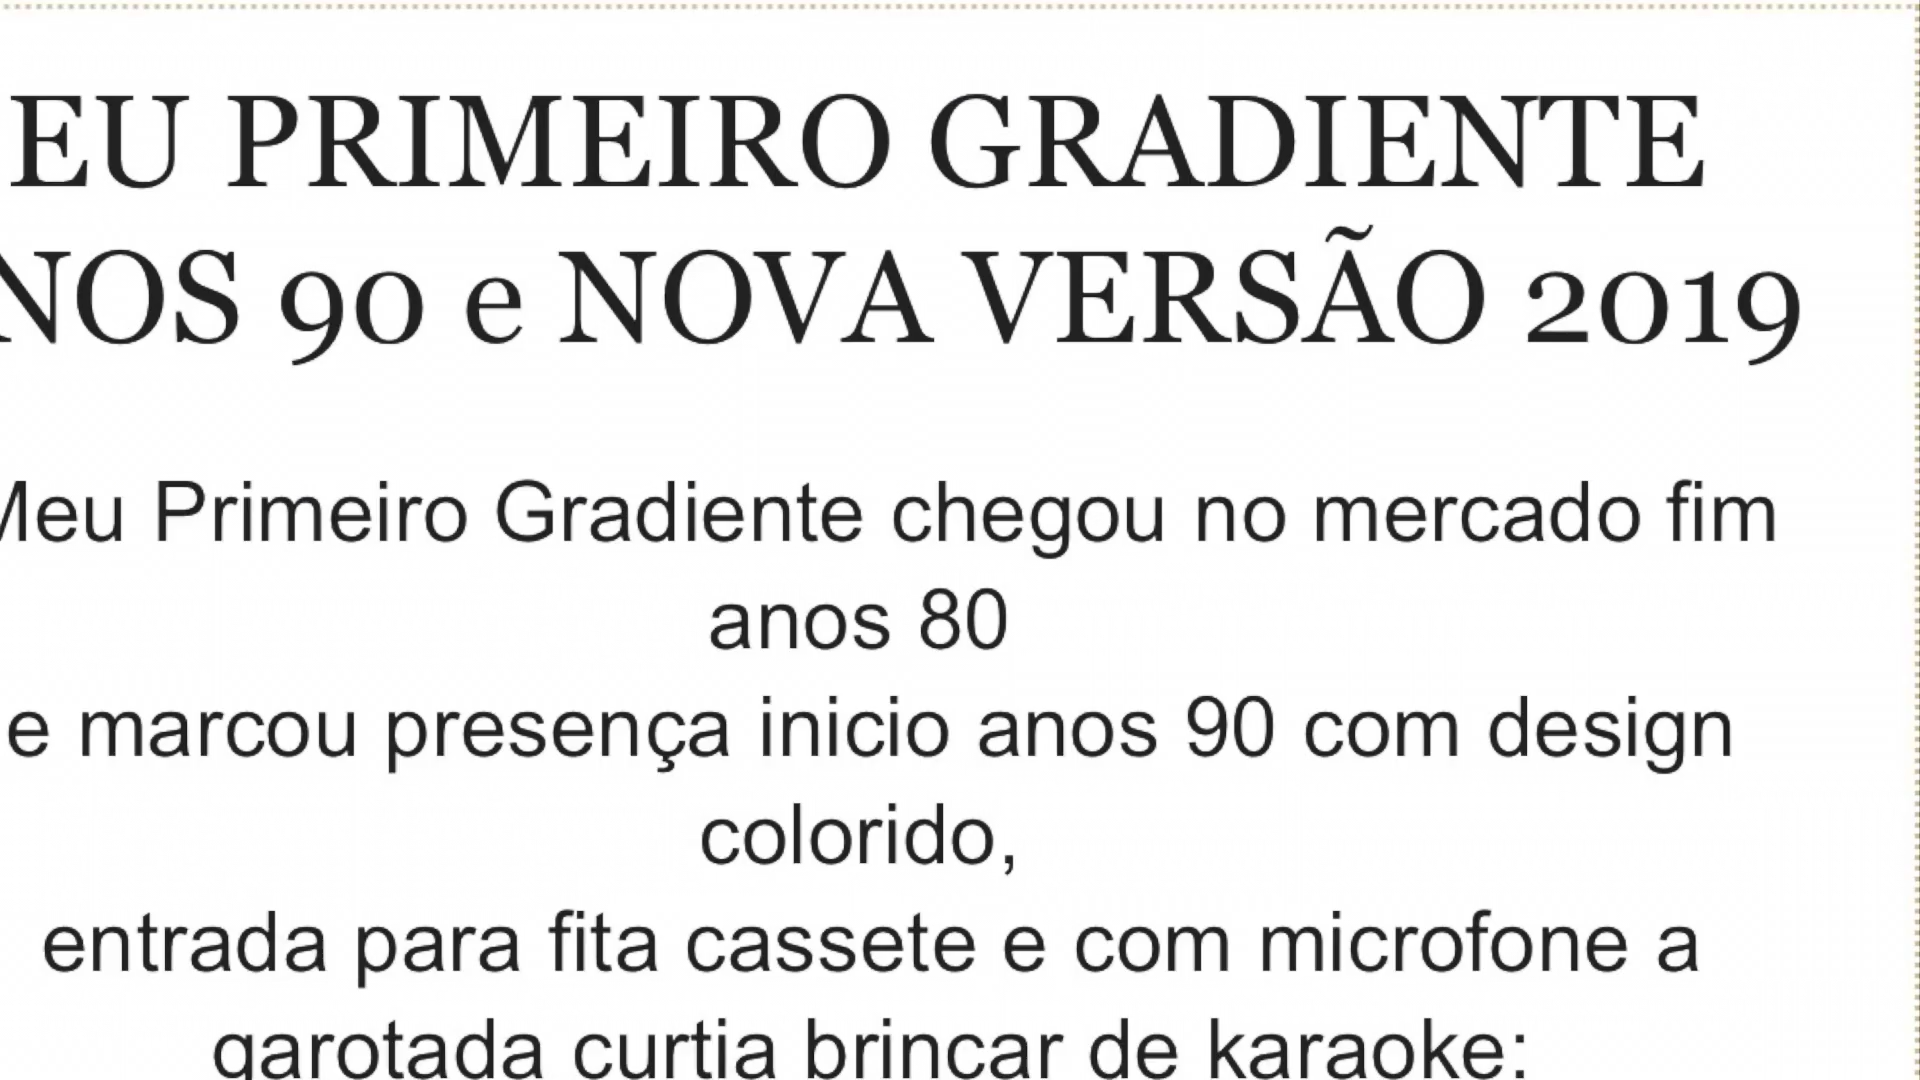 EU PRIMEIRO GRADIENTE
NOS 90 e NOVA VERSÃO 2019
Meu Primeiro Gradiente chegou no mercado fim
anos 80
e marcou presença inicio anos 90 com design
colorido,
entrada para fita cassete e com microfone a
garotada curtia brincar de karaoke: